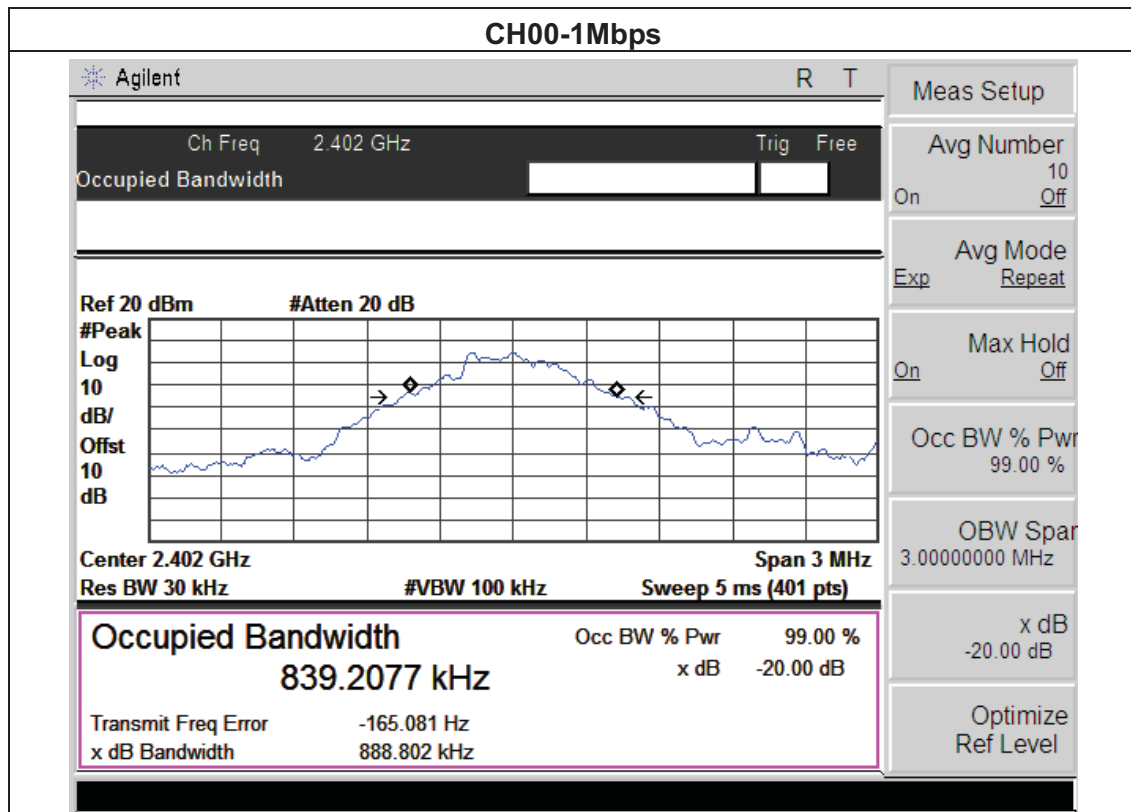 CH00-1Mbps
Agilent R T
Ch Freq 2.402 GHz Trig Free
Occupied Bandwidth
Ref 20 dBm #Atten 20 dB
#Peak
Log
10
dB/
Offst
10
dB
Center 2.402 GHz Span 3 MHz
Res BW 30 kHz #VBW 100 kHz Sweep 5 ms (401 pts)
Occupied Bandwidth Occ BW % Pwr 99.00 %
839.2077 kHz x dB -20.00 dB
Transmit Freq Error -165.081 Hz
x dB Bandwidth 888.802 kHz
Meas Setup
Avg Number
10
On Off
Avg Mode
Exp Repeat
Max Hold
On Off
Occ BW % Pwr
99.00 %
OBW Span
3.00000000 MHz
x dB
-20.00 dB
Optimize
Ref Level